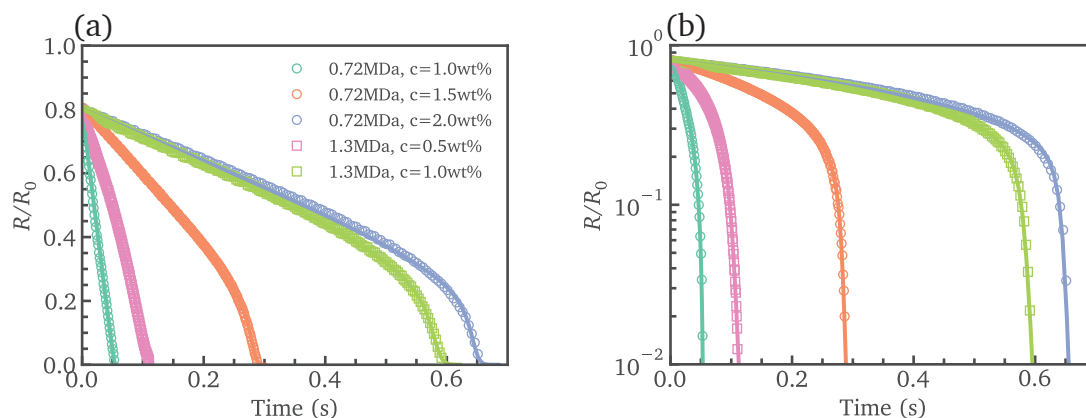 (a)
1.0
0.8
0.6
0.4
0.2
0.0
R/R0
0.72MDa, c=1.0wt%
0.72MDa, c=1.5wt%
0.72MDa, c=2.0wt%
1.3MDa, c=0.5wt%
1.3MDa, c=1.0wt%
0.0 0.2 0.4 0.6
Time (s)
(b)
10^0
10^-1
10^-2
R/R0
0.0 0.2 0.4 0.6
Time (s)